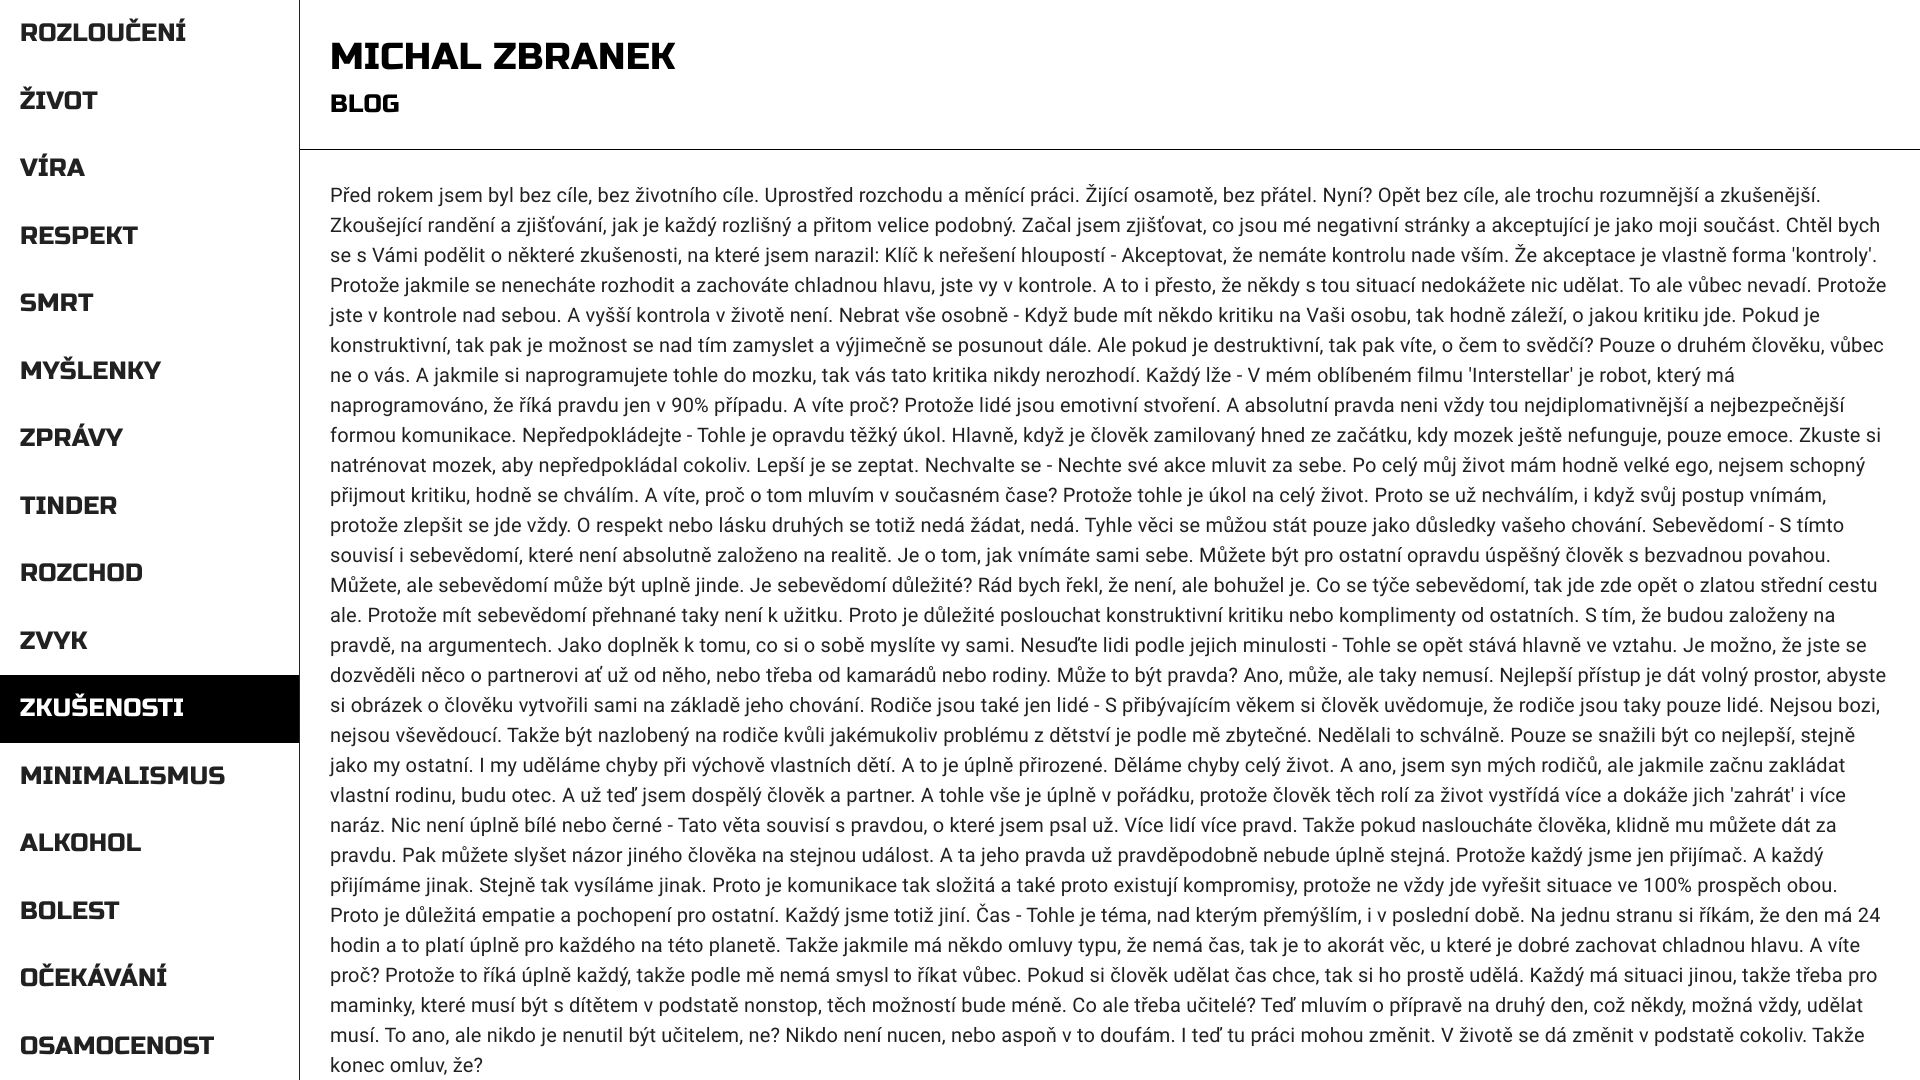 ROZLOUČENÍ
ŽIVOT
VÍRA
RESPEKT
SMRT
MYŠLENKY
ZPRÁVY
TINDER
ROZCHOD
ZVYK
ZKUŠENOSTI
MINIMALISMUS
ALKOHOL
BOLEST
OČEKÁVÁNÍ
OSAMOCENOST
MICHAL ZBRANEK
BLOG
Před rokem jsem byl bez cíle, bez životního cíle. Uprostřed rozchodu a měnící práci. Žijící osamotě, bez přátel. Nyní? Opět bez cíle, ale trochu rozumnější a zkušenější.
Zkoušející randění a zjišťování, jak je každý rozlišný a přitom velice podobný. Začal jsem zjišťovat, co jsou mé negativní stránky a akceptující je jako moji součást. Chtěl bych
se s Vámi podělit o některé zkušenosti, na které jsem narazil: Klíč k neřešení hloupostí - Akceptovat, že nemáte kontrolu nade vším. Že akceptace je vlastně forma 'kontroly'.
Protože jakmile se nenecháte rozhodit a zachováte chladnou hlavu, jste vy v kontrole. A to i přesto, že někdy s tou situací nedokážete nic udělat. To ale vůbec nevadí. Protože
jste v kontrole nad sebou. A vyšší kontrola v životě není. Nebrat vše osobně - Když bude mít někdo kritiku na Vaši osobu, tak hodně záleží, o jakou kritiku jde. Pokud je
konstruktivní, tak pak je možnost se nad tím zamyslet a výjimečně se posunout dále. Ale pokud je destruktivní, tak pak víte, o čem to svědčí? Pouze o druhém člověku, vůbec
ne o vás. A jakmile si naprogramujete tohle do mozku, tak vás tato kritika nikdy nerozhodí. Každý lže - V mém oblíbeném filmu 'Interstellar' je robot, který má
naprogramováno, že říká pravdu jen v 90% případu. A víte proč? Protože lidé jsou emotivní stvoření. A absolutní pravda neni vždy tou nejdiplomativnější a nejbezpečnější
formou komunikace. Nepředpokládejte - Tohle je opravdu těžký úkol. Hlavně, když je člověk zamilovaný hned ze začátku, kdy mozek ještě nefunguje, pouze emoce. Zkuste si
natrénovat mozek, aby nepředpokládal cokoliv. Lepší je se zeptat. Nechvalte se - Nechte své akce mluvit za sebe. Po celý můj život mám hodně velké ego, nejsem schopný
přijmout kritiku, hodně se chválím. A víte, proč o tom mluvím v současném čase? Protože tohle je úkol na celý život. Proto se už nechválím, i když svůj postup vnímám,
protože zlepšit se jde vždy. O respekt nebo lásku druhých se totiž nedá žádat, nedá. Tyhle věci se můžou stát pouze jako důsledky vašeho chování. Sebevědomí - S tímto
souvisí i sebevědomí, které není absolutně založeno na realitě. Je o tom, jak vnímáte sami sebe. Můžete být pro ostatní opravdu úspěšný člověk s bezvadnou povahou.
Můžete, ale sebevědomí může být uplně jinde. Je sebevědomí důležité? Rád bych řekl, že není, ale bohužel je. Co se týče sebevědomí, tak jde zde opět o zlatou střední cestu
ale. Protože mít sebevědomí přehnané taky není k užitku. Proto je důležité poslouchat konstruktivní kritiku nebo komplimenty od ostatních. S tím, že budou založeny na
pravdě, na argumentech. Jako doplněk k tomu, co si o sobě myslíte vy sami. Nesuďte lidi podle jejich minulosti - Tohle se opět stává hlavně ve vztahu. Je možno, že jste se
dozvěděli něco o partnerovi ať už od něho, nebo třeba od kamarádů nebo rodiny. Může to být pravda? Ano, může, ale taky nemusí. Nejlepší přístup je dát volný prostor, abyste
si obrázek o člověku vytvořili sami na základě jeho chování. Rodiče jsou také jen lidé - S přibývajícím věkem si člověk uvědomuje, že rodiče jsou taky pouze lidé. Nejsou bozi,
nejsou vševědoucí. Takže být nazlobený na rodiče kvůli jakémukoliv problému z dětství je podle mě zbytečné. Nedělali to schválně. Pouze se snažili být co nejlepší, stejně
jako my ostatní. I my uděláme chyby při výchově vlastních dětí. A to je úplně přirozené. Děláme chyby celý život. A ano, jsem syn mých rodičů, ale jakmile začnu zakládat
vlastní rodinu, budu otec. A už teď jsem dospělý člověk a partner. A tohle vše je úplně v pořádku, protože člověk těch rolí za život vystřídá více a dokáže jich 'zahrát' i více
naráz. Nic není úplně bílé nebo černé - Tato věta souvisí s pravdou, o které jsem psal už. Více lidí více pravd. Takže pokud nasloucháte člověka, klidně mu můžete dát za
pravdu. Pak můžete slyšet názor jiného člověka na stejnou událost. A ta jeho pravda už pravděpodobně nebude úplně stejná. Protože každý jsme jen přijímač. A každý
přijímáme jinak. Stejně tak vysíláme jinak. Proto je komunikace tak složitá a také proto existují kompromisy, protože ne vždy jde vyřešit situace ve 100% prospěch obou.
Proto je důležitá empatie a pochopení pro ostatní. Každý jsme totiž jiní. Čas - Tohle je téma, nad kterým přemýšlím, i v poslední době. Na jednu stranu si říkám, že den má 24
hodin a to platí úplně pro každého na této planetě. Takže jakmile má někdo omluvy typu, že nemá čas, tak je to akorát věc, u které je dobré zachovat chladnou hlavu. A víte
proč? Protože to říká úplně každý, takže podle mě nemá smysl to říkat vůbec. Pokud si člověk udělat čas chce, tak si ho prostě udělá. Každý má situaci jinou, takže třeba pro
maminky, které musí být s dítětem v podstatě nonstop, těch možností bude méně. Co ale třeba učitelé? Teď mluvím o přípravě na druhý den, což někdy, možná vždy, udělat
musí. To ano, ale nikdo je nenutil být učitelem, ne? Nikdo není nucen, nebo aspoň v to doufám. I teď tu práci mohou změnit. V životě se dá změnit v podstatě cokoliv. Takže
konec omluv, že?